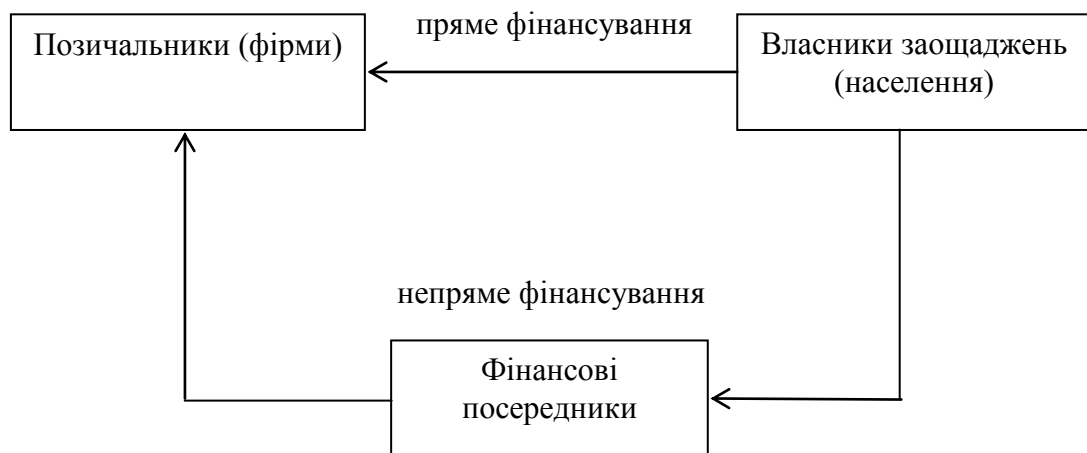 Позичальники (фірми)
пряме фінансування
Власники заощаджень
(населення)
непряме фінансування
Фінансові
посередники